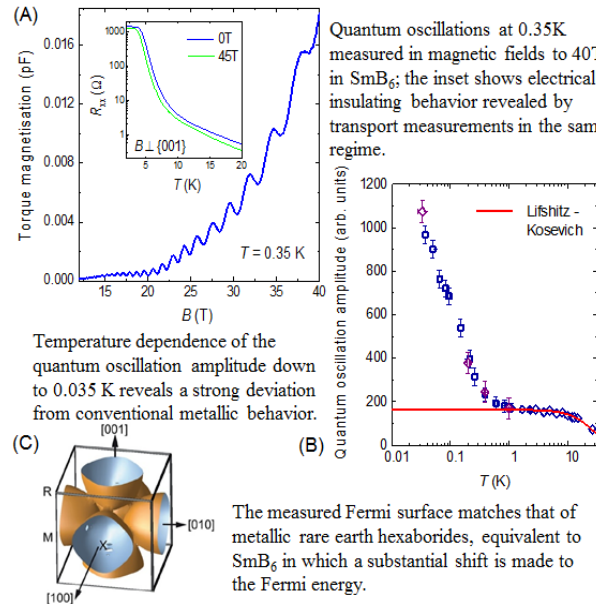 (A)
0.016
0.012
0.008
0.004
0.000
Torque magnetisation (pF)
15 20 25 30 35 40
B (T)
T = 0.35 K
1000
100
10
1
Rxx (Ω)
0T
45T
B ⊥ {001}
5 10 15 20
T (K)
Quantum oscillations at 0.35K
measured in magnetic fields to 40T
in SmB6; the inset shows electrical
insulating behavior revealed by
transport measurements in the sam
regime.
Temperature dependence of the
quantum oscillation amplitude down
to 0.035 K reveals a strong deviation
from conventional metallic behavior.
1200
1000
800
600
400
200
0
Quantum oscillation amplitude (arb. units)
Lifshitz -
Kosevich
0.01 0.1 1 10
T (K)
(B)
(C)
[001]
R
M
X
[010]
[100]
The measured Fermi surface matches that of
metallic rare earth hexaborides, equivalent to
SmB6 in which a substantial shift is made to
the Fermi energy.